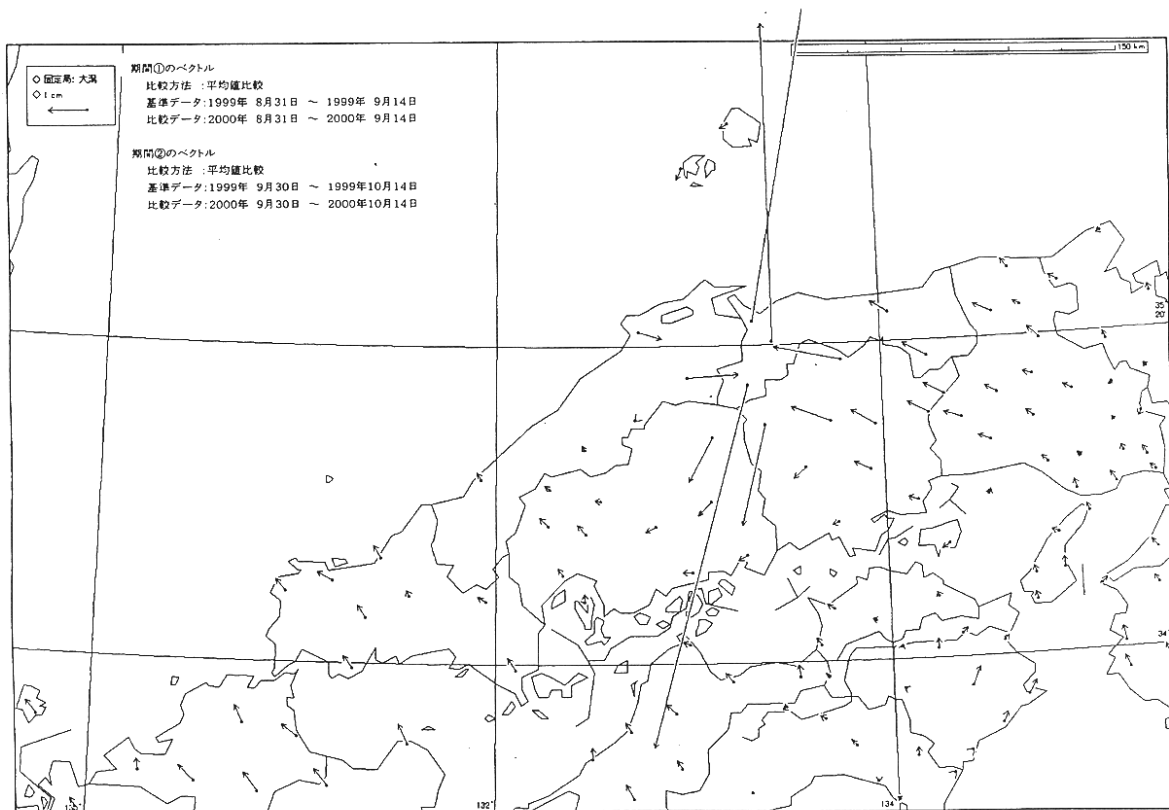 ◇ 固定局: 大潟
◇ 1 cm
期間①のベクトル
比較方法 :平均値比較
基準データ:1999年 8月31日 ～ 1999年 9月14日
比較データ:2000年 8月31日 ～ 2000年 9月14日
期間②のベクトル
比較方法 :平均値比較
基準データ:1999年 9月30日 ～ 1999年10月14日
比較データ:2000年 9月30日 ～ 2000年10月14日
150 km
35
20'
34°
132°
134°